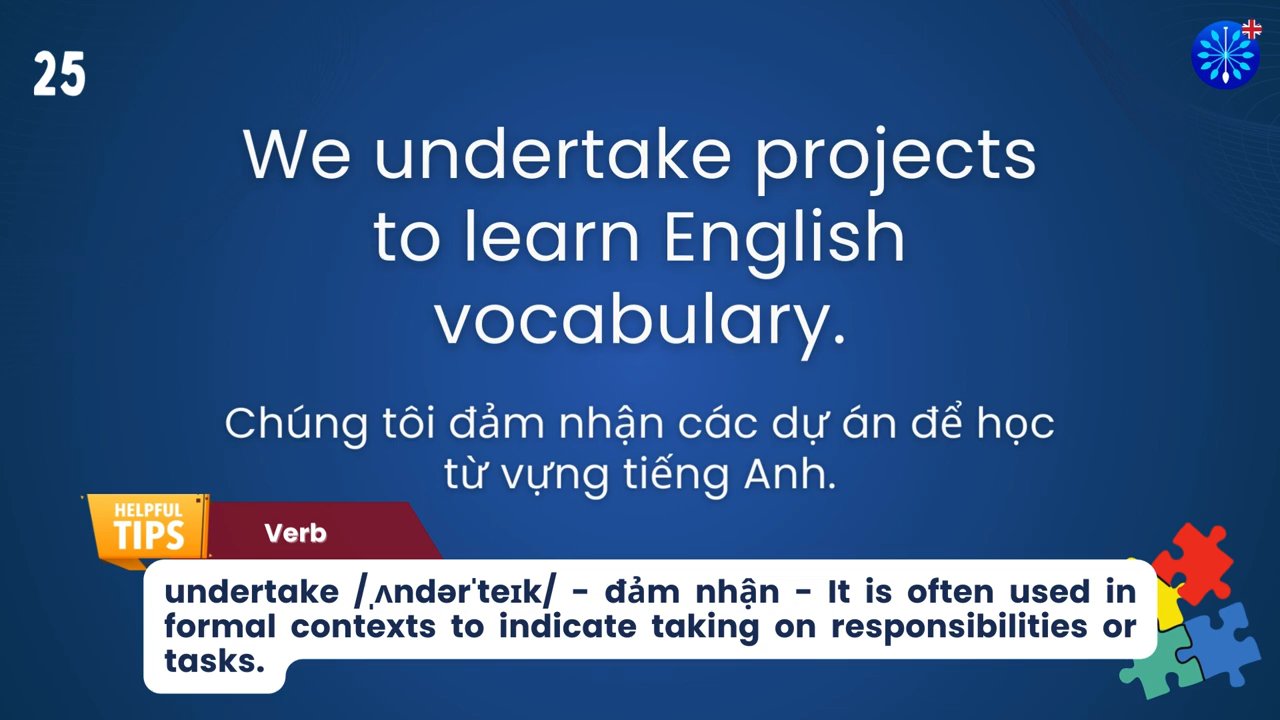 25
We undertake projects
to learn English
vocabulary.
Chúng tôi đảm nhận các dự án để học
từ vựng tiếng Anh.
HELPFUL
TIPS
Verb
undertake /ˌʌndərˈteɪk/ - đảm nhận - It is often used in
formal contexts to indicate taking on responsibilities or
tasks.